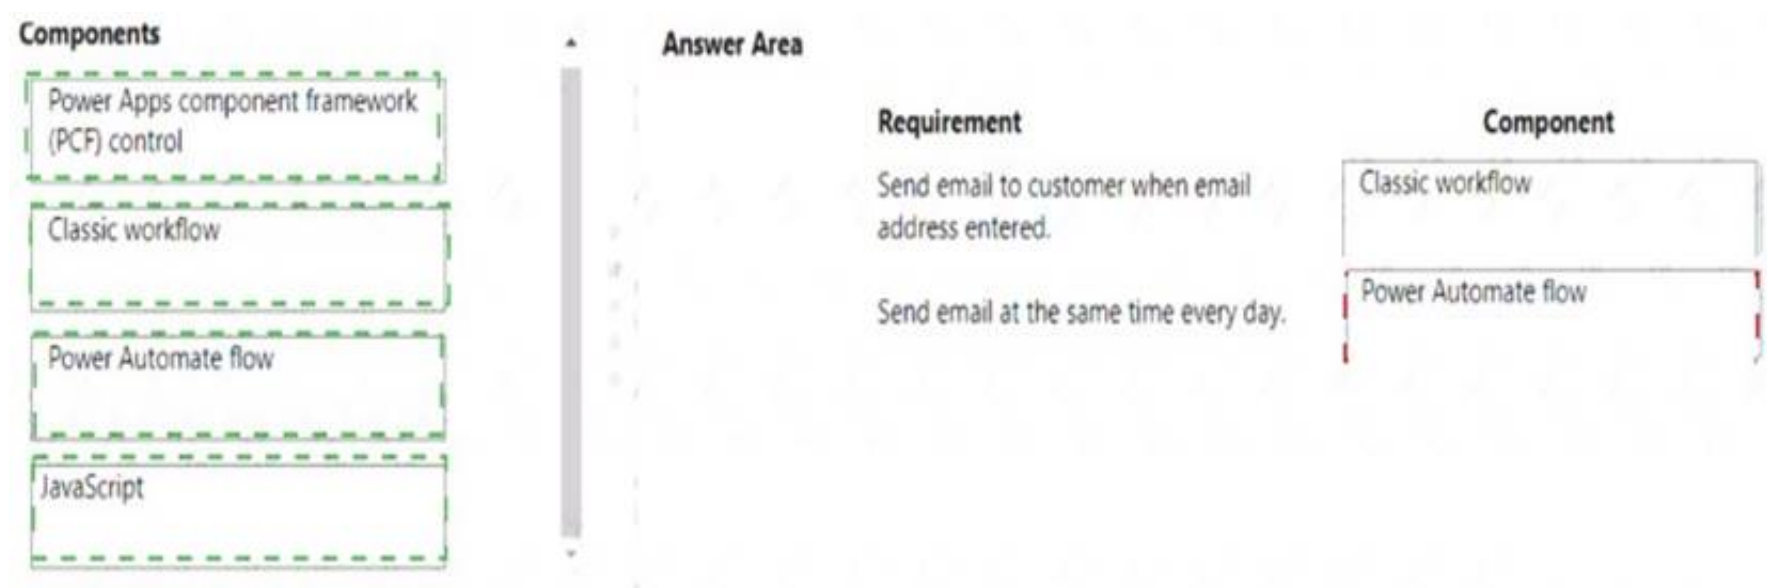 Components
Power Apps component framework
(PCF) control
Classic workflow
Power Automate flow
JavaScript
Answer Area
Requirement
Component
Send email to customer when email
address entered.
Classic workflow
Send email at the same time every day.
Power Automate flow